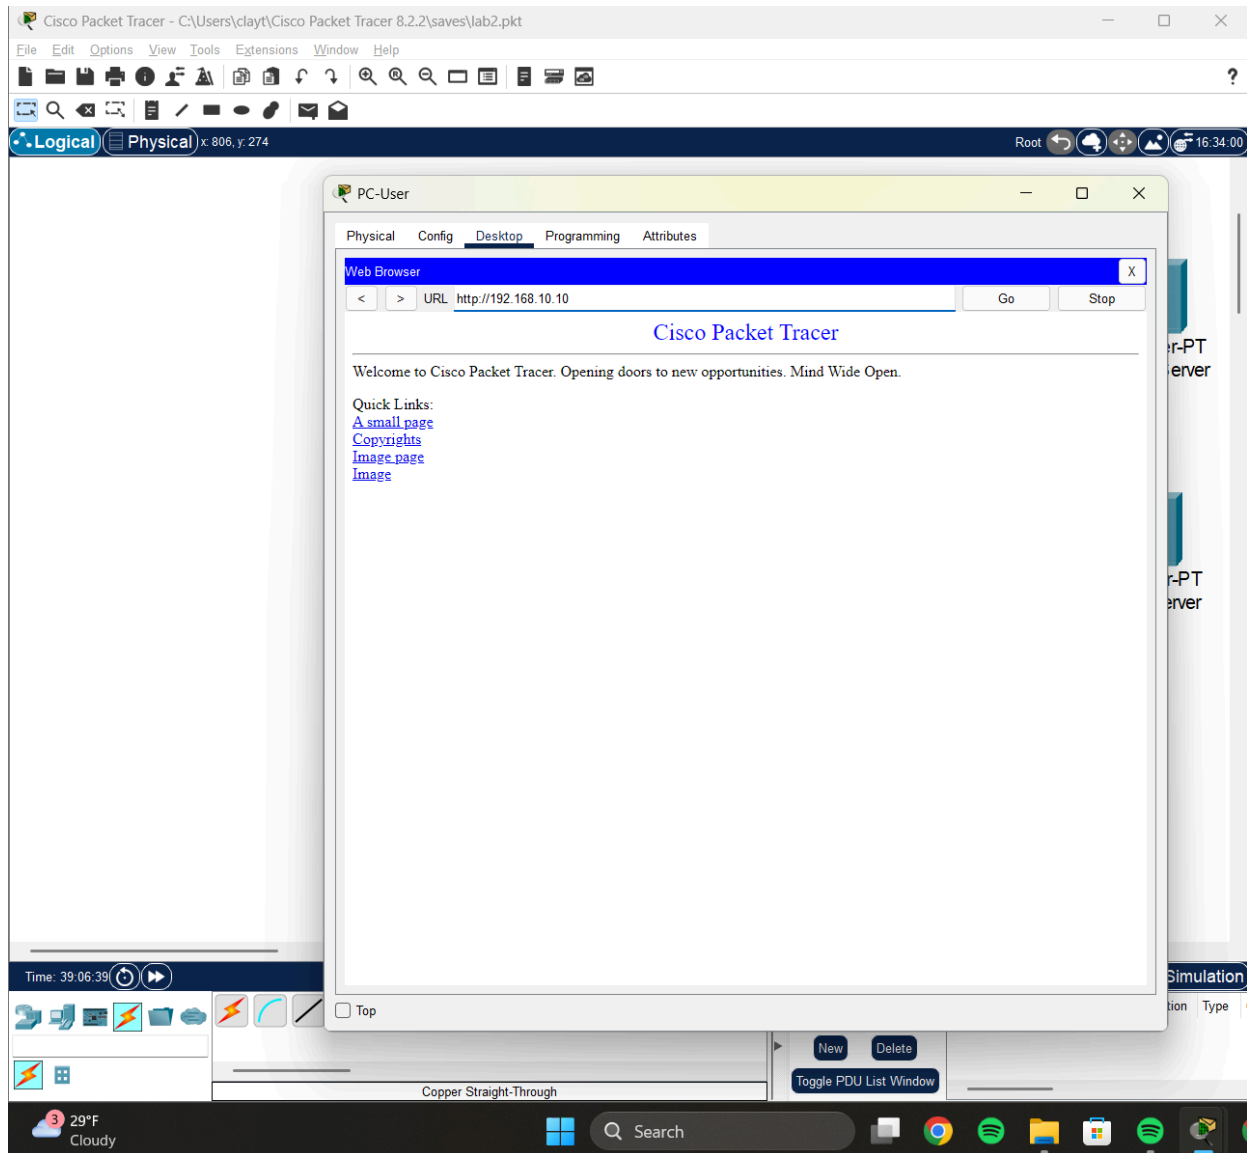 Cisco Packet Tracer - C:\Users\clayt\Cisco Packet Tracer 8.2.2\saves\lab2.pkt
File Edit Options View Tools Extensions Window Help
?
Logical Physical x: 806, y: 274 Root 16:34:00
PC-User
Physical Config Desktop Programming Attributes
Web Browser X
< > URL http://192.168.10.10 Go Stop
Cisco Packet Tracer
Welcome to Cisco Packet Tracer. Opening doors to new opportunities. Mind Wide Open.
Quick Links:
A small page
Copyrights
Image page
Image
r-PT
erver
r-PT
erver
Time: 39:06:39 Simulation
Top tion Type
New Delete
Toggle PDU List Window
Copper Straight-Through
3 29°F
Cloudy
Search